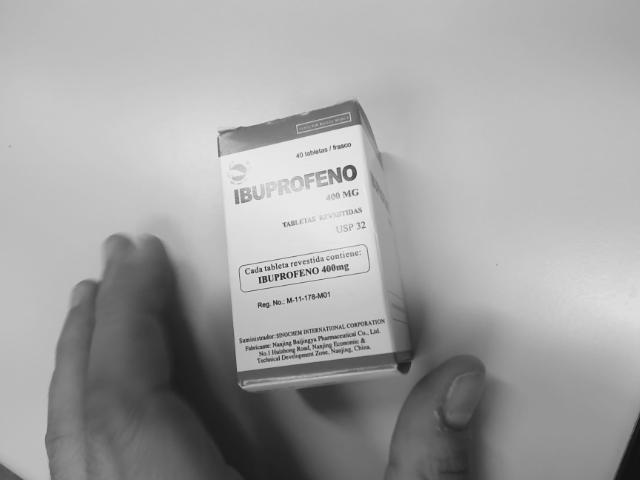 40 tabletas / frasco
IBUPROFENO
400 MG
TABLETAS REVESTIDAS
USP 32
Cada tableta revestida contiene:
IBUPROFENO 400mg
Reg. No.: M-11-178-M01
Suministrador: SINOCHEM INTERNATIONAL CORPORATION
Fabricante: Nanjing Baijingyu Pharmaceutical Co., Ltd.
No.1 Huizhong Road, Nanjing Economic &
Technical Development Zone, Nanjing, China.